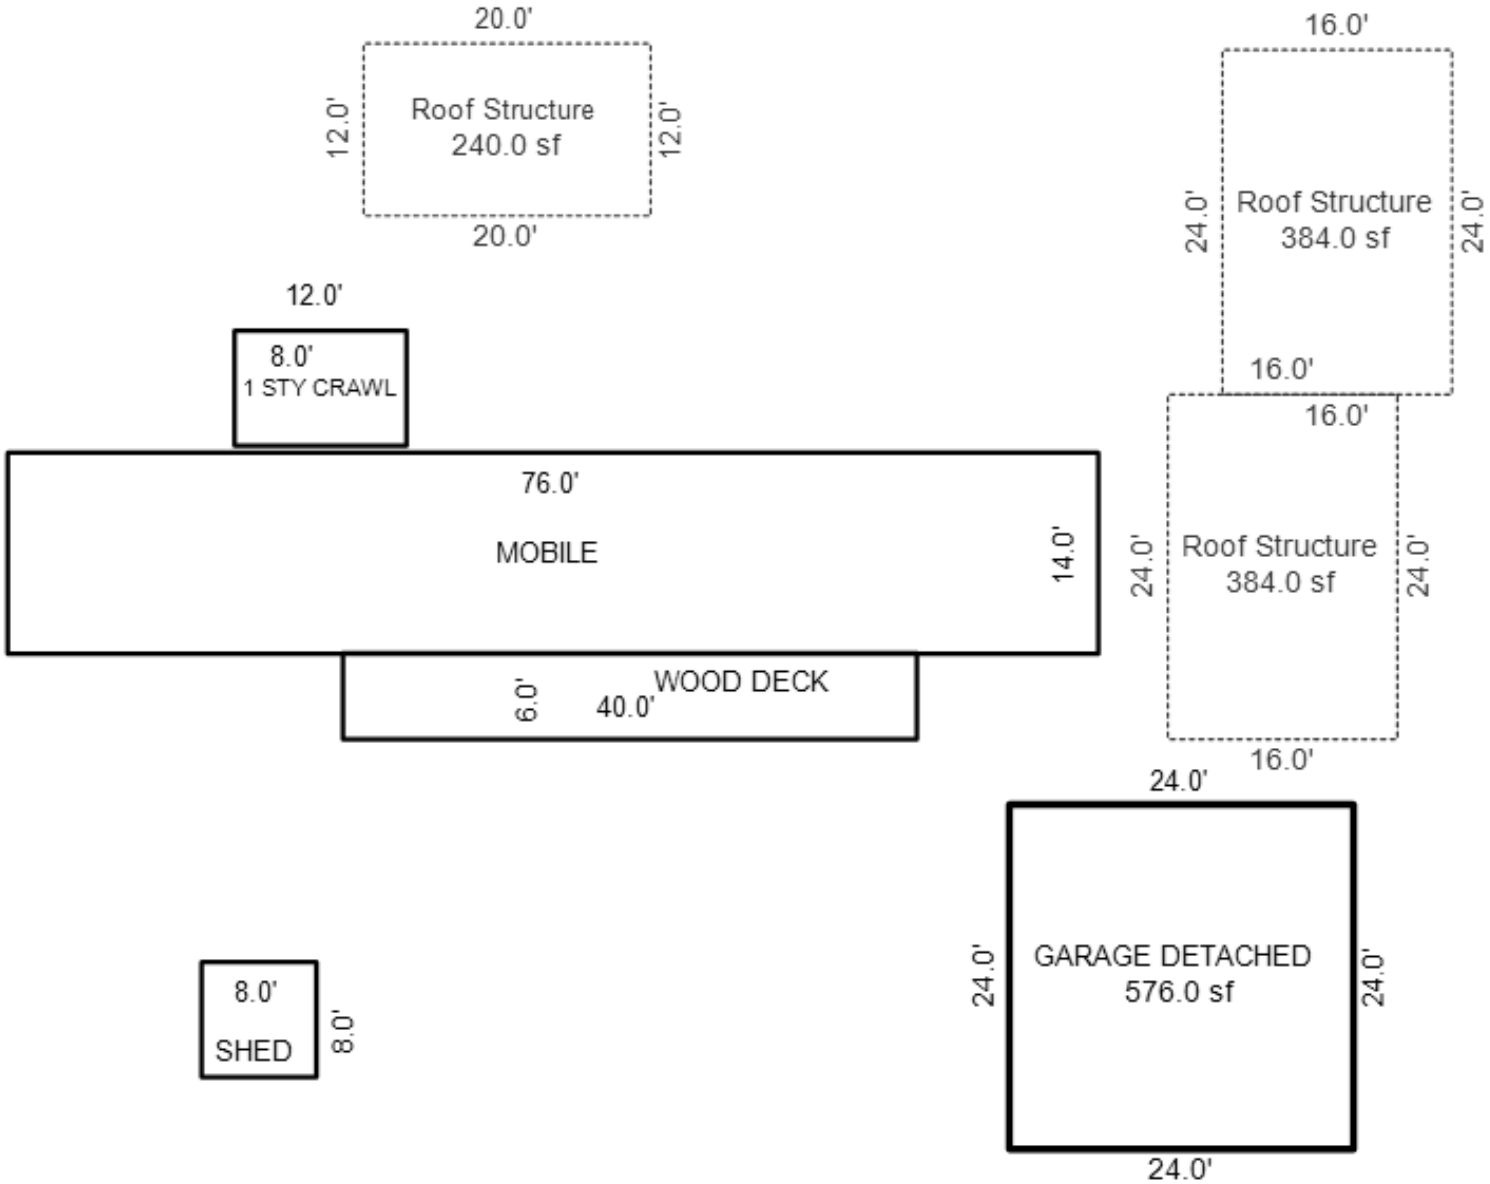 20.0'
12.0'
Roof Structure
240.0 sf
12.0'
20.0'
16.0'
24.0'
Roof Structure
384.0 sf
24.0'
16.0'
12.0'
8.0'
1 STY CRAWL
76.0'
MOBILE
14.0'
16.0'
24.0'
Roof Structure
384.0 sf
24.0'
16.0'
WOOD DECK
6.0'
40.0'
24.0'
24.0'
GARAGE DETACHED
576.0 sf
24.0'
24.0'
8.0'
8.0'
SHED